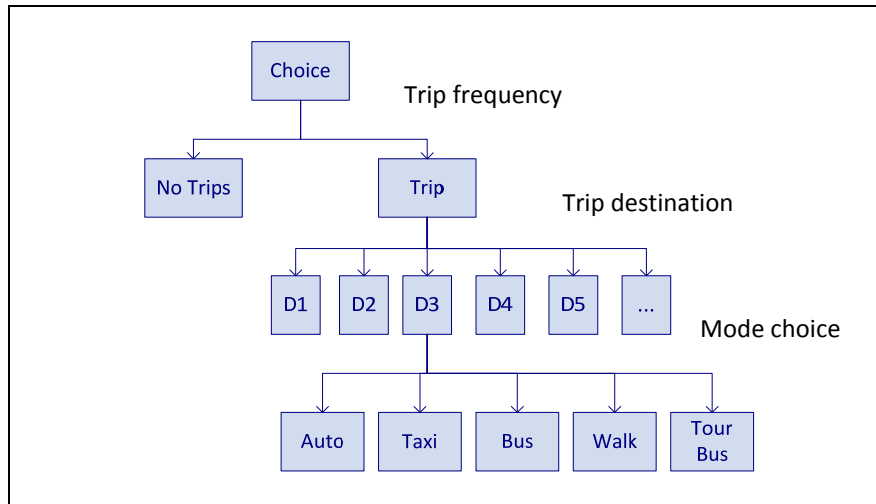 Choice
Trip frequency
No Trips
Trip
Trip destination
D1
D2
D3
D4
D5
...
Mode choice
Auto
Taxi
Bus
Walk
Tour
Bus